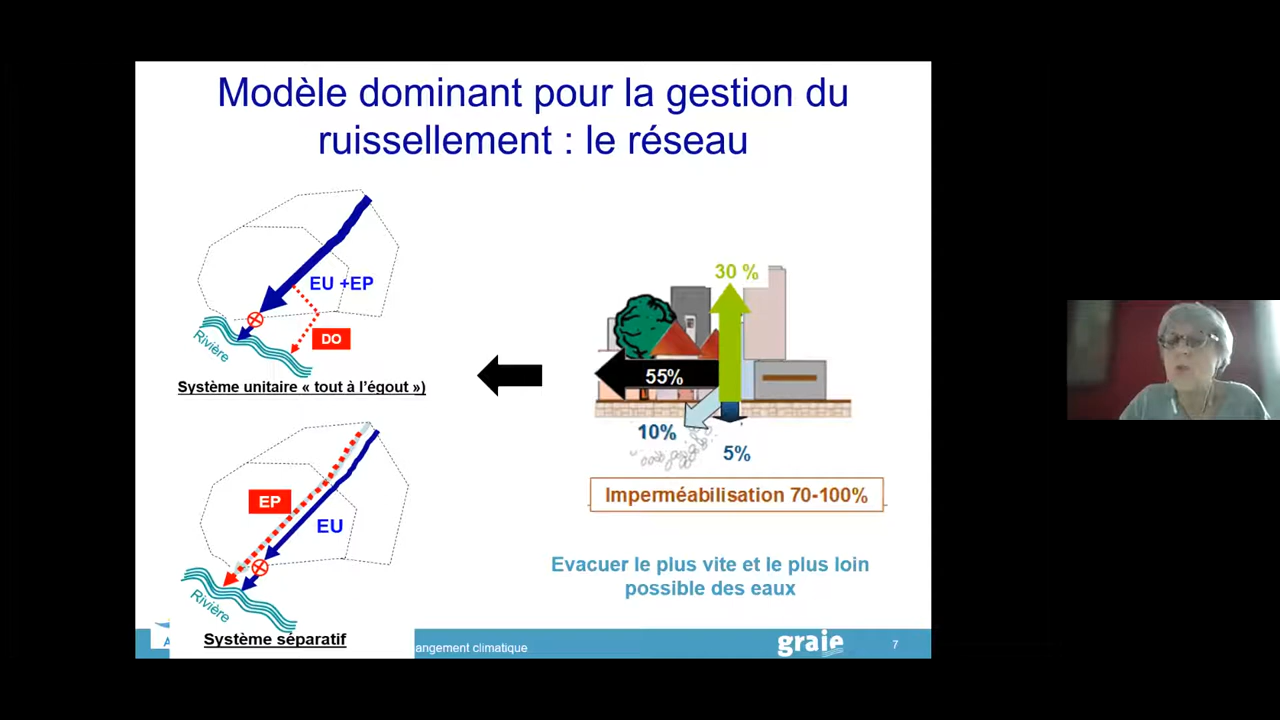 Modèle dominant pour la gestion du
ruissellement : le réseau
EU +EP
DO
Rivière
Système unitaire « tout à l'égout »)
EP
EU
Rivière
Système séparatif
30 %
55%
10%
5%
Imperméabilisation 70-100%
Evacuer le plus vite et le plus loin
possible des eaux
A
angement climatique
graie
7